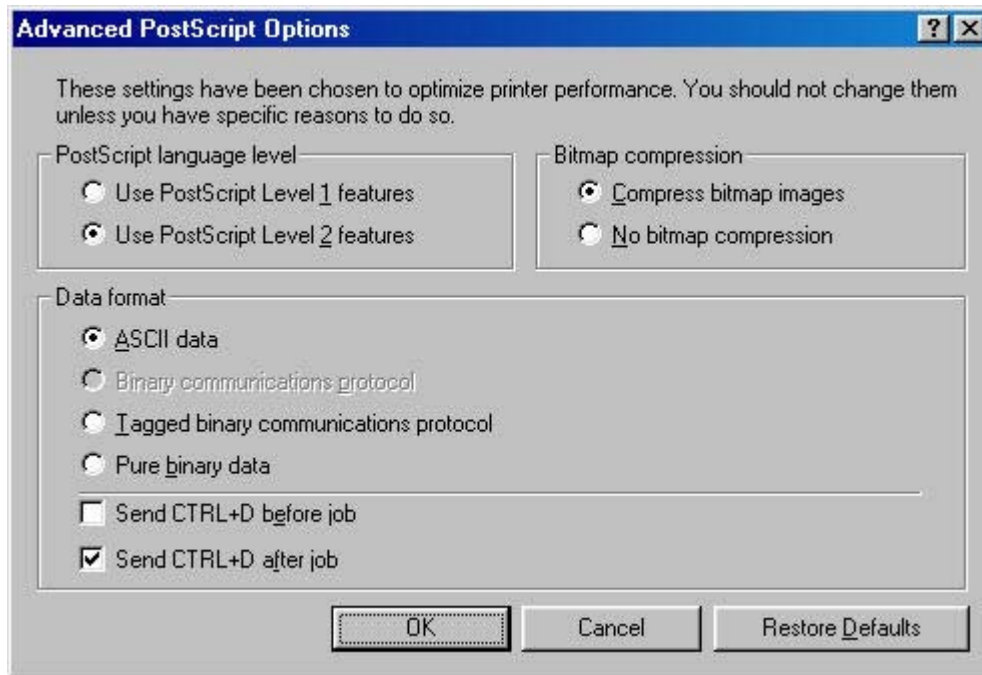 Advanced PostScript Options
These settings have been chosen to optimize printer performance. You should not change them
unless you have specific reasons to do so.
PostScript language level
Use PostScript Level 1 features
Use PostScript Level 2 features
Bitmap compression
Compress bitmap images
No bitmap compression
Data format
ASCII data
Binary communications protocol
Tagged binary communications protocol
Pure binary data
Send CTRL+D before job
Send CTRL+D after job
OK Cancel Restore Defaults